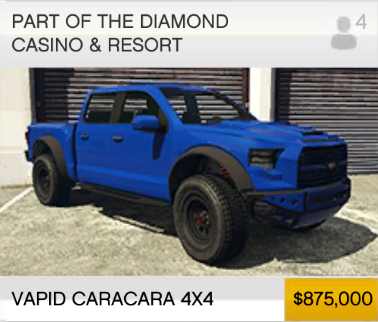 PART OF THE DIAMOND
CASINO & RESORT
4
VAPID CARACARA 4X4
$875,000